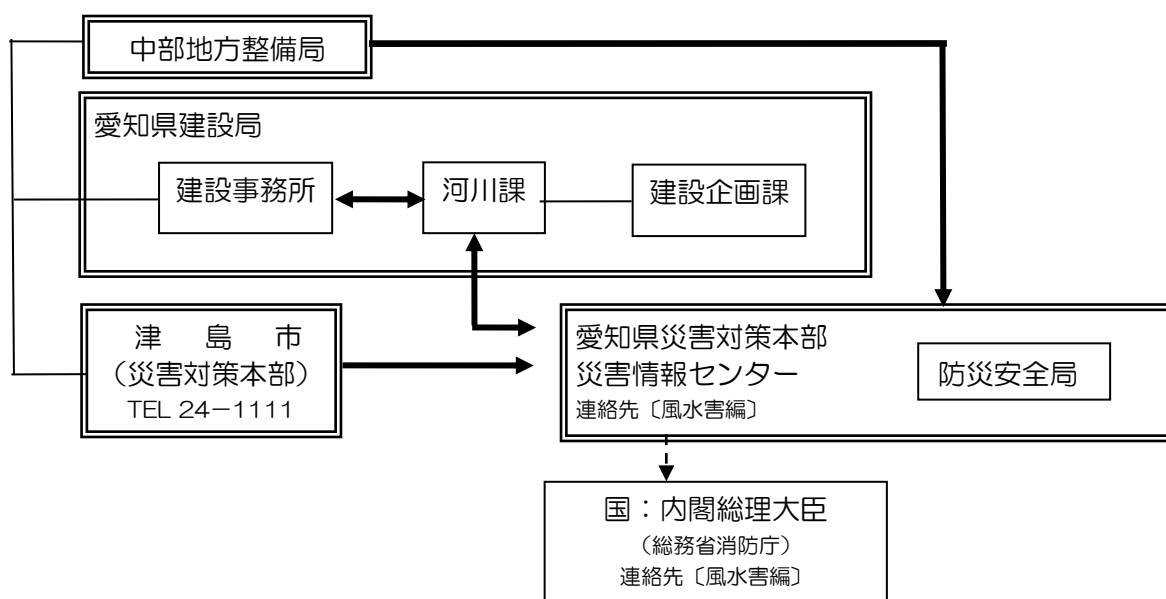 中部地方整備局
愛知県建設局
建設事務所
河川課
建設企画課
津　島　市
（災害対策本部）
TEL 24－1111
愛知県災害対策本部
災害情報センター
連絡先〔風水害編〕
防災安全局
国：内閣総理大臣
（総務省消防庁）
連絡先〔風水害編〕